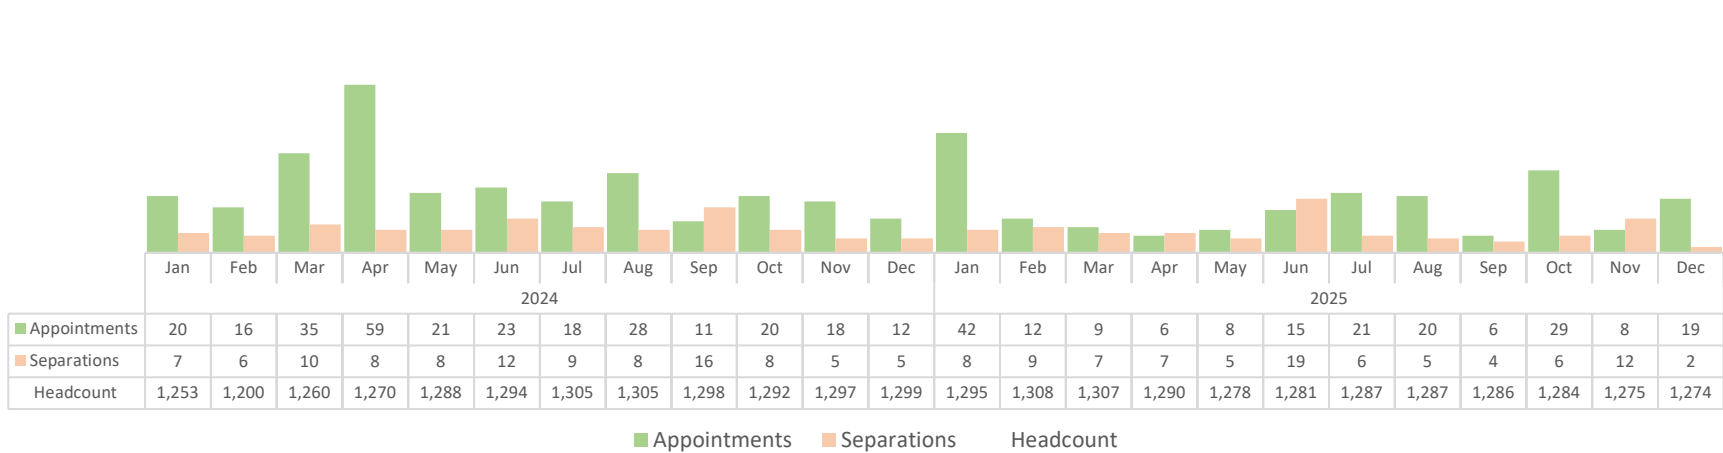 Jan Feb Mar Apr May Jun Jul Aug Sep Oct Nov Dec Jan Feb Mar Apr May Jun Jul Aug Sep Oct Nov Dec
2024 2025
Appointments 20 16 35 59 21 23 18 28 11 20 18 12 42 12 9 6 8 15 21 20 6 29 8 19
Separations 7 6 10 8 8 12 9 8 16 8 5 5 8 9 7 7 5 19 6 5 4 6 12 2
Headcount 1,253 1,200 1,260 1,270 1,288 1,294 1,305 1,305 1,298 1,292 1,297 1,299 1,295 1,308 1,307 1,290 1,278 1,281 1,287 1,287 1,286 1,284 1,275 1,274
Appointments Separations Headcount